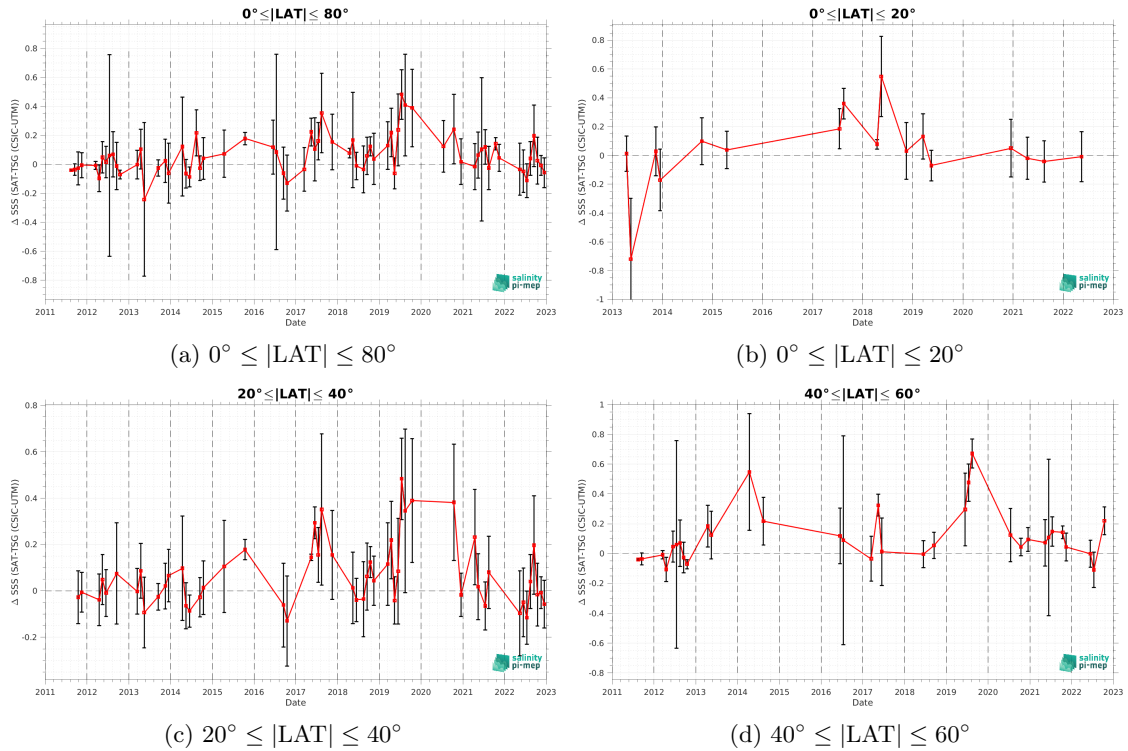 0°≤|LAT|≤ 80°
Δ SSS (SAT-TSG (CSIC-UTM))
0.8
0.6
0.4
0.2
0
-0.2
-0.4
-0.6
-0.8
2011 2012 2013 2014 2015 2016 2017 2018 2019 2020 2021 2022 2023
Date
salinity
pi-mep
(a) 0° ≤ |LAT| ≤ 80°
0°≤|LAT|≤ 20°
Δ SSS (SAT-TSG (CSIC-UTM))
0.8
0.6
0.4
0.2
0
-0.2
-0.4
-0.6
-0.8
-1
2013 2014 2015 2016 2017 2018 2019 2020 2021 2022 2023
Date
salinity
pi-mep
(b) 0° ≤ |LAT| ≤ 20°
20°≤|LAT|≤ 40°
Δ SSS (SAT-TSG (CSIC-UTM))
0.8
0.6
0.4
0.2
0
-0.2
2011 2012 2013 2014 2015 2016 2017 2018 2019 2020 2021 2022 2023
Date
salinity
pi-mep
(c) 20° ≤ |LAT| ≤ 40°
40°≤|LAT|≤ 60°
Δ SSS (SAT-TSG (CSIC-UTM))
1
0.8
0.6
0.4
0.2
0
-0.2
-0.4
-0.6
-0.8
2011 2012 2013 2014 2015 2016 2017 2018 2019 2020 2021 2022 2023
Date
salinity
pi-mep
(d) 40° ≤ |LAT| ≤ 60°